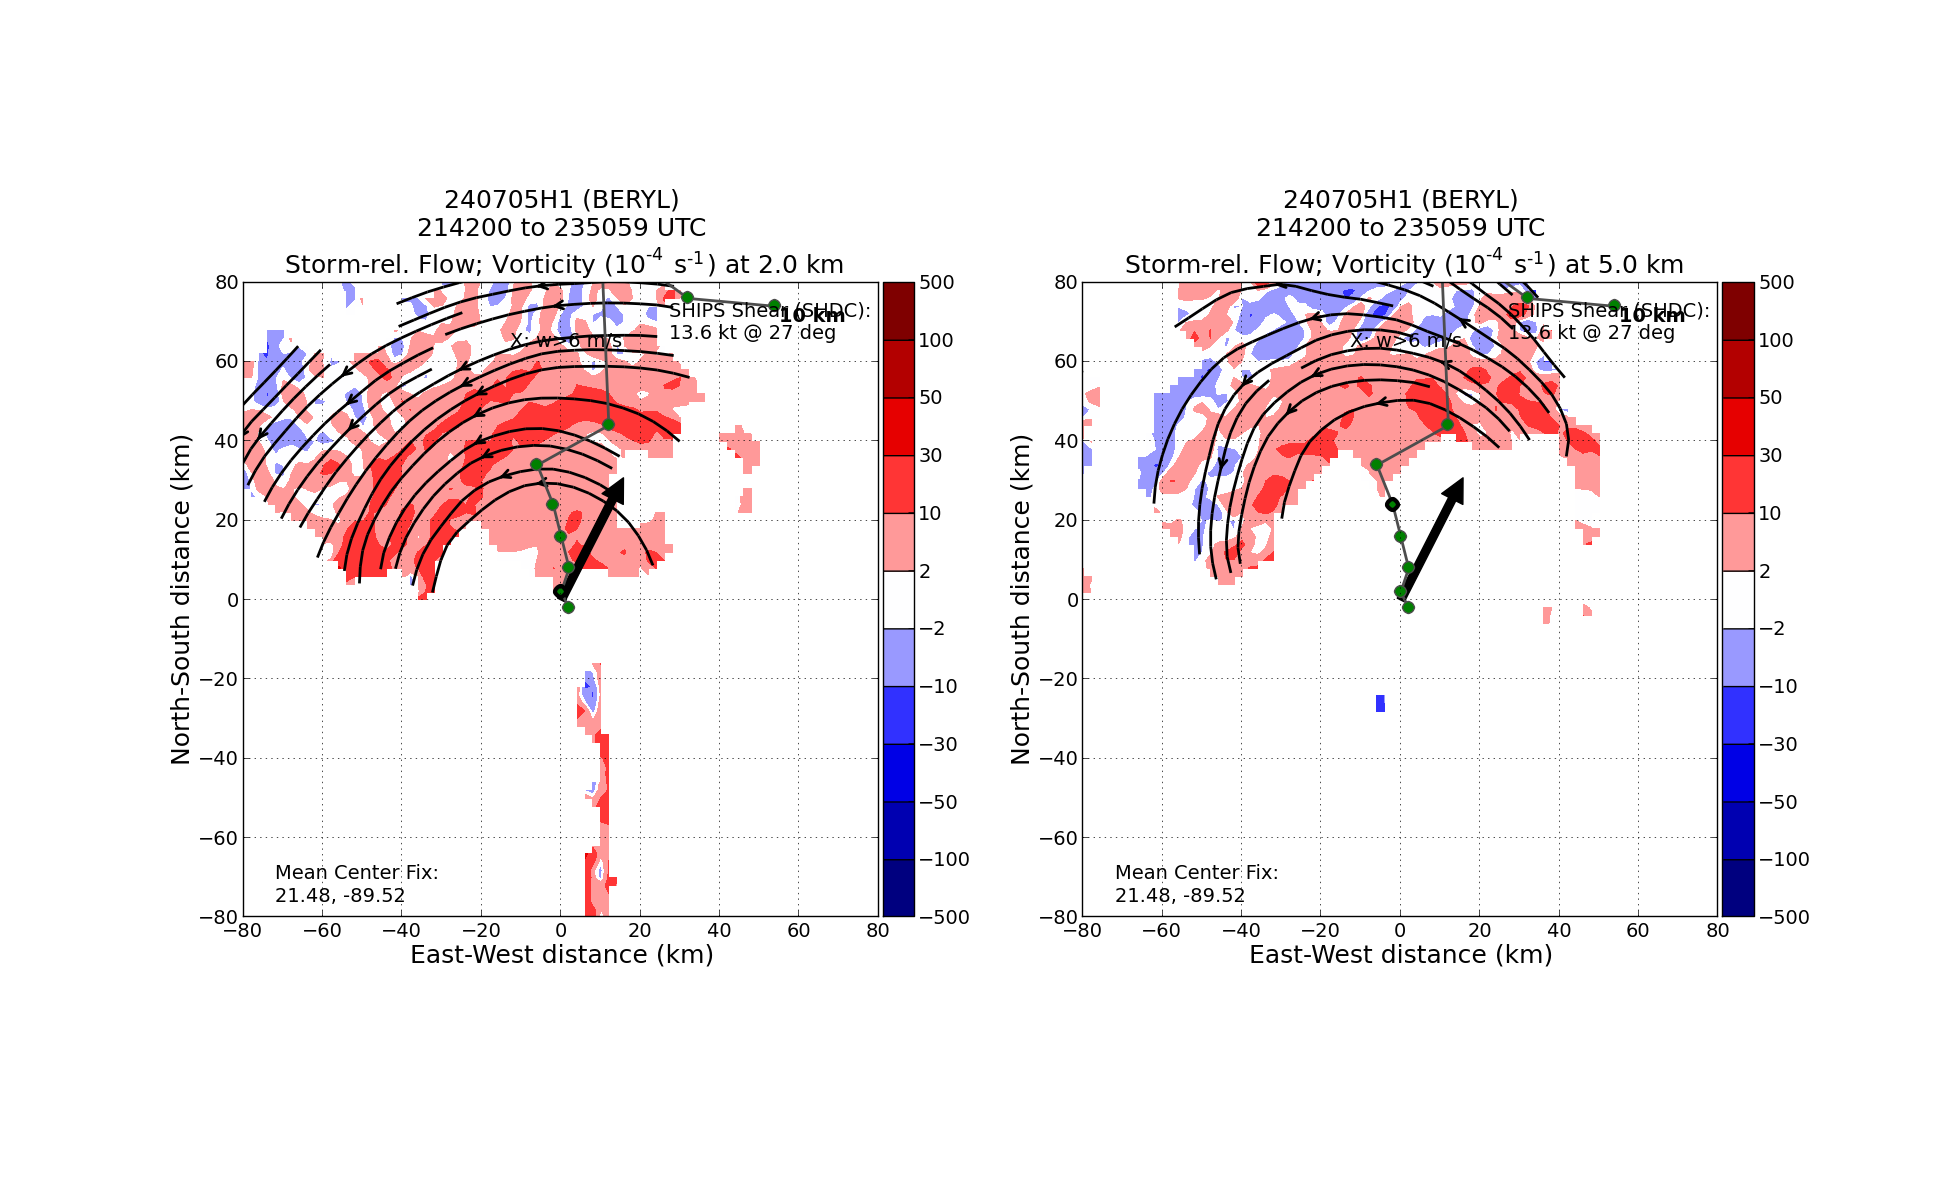 240705H1 (BERYL)
214200 to 235059 UTC
Storm-rel. Flow; Vorticity (10⁻⁴ s⁻¹) at 2.0 km
80
60
40
20
0
−20
−40
−60
−80
North-South distance (km)
SHIPS Shear (SHDC):
10 km
13.6 kt @ 27 deg
X: w>6 m/s
Mean Center Fix:
21.48, -89.52
−80 −60 −40 −20 0 20 40 60 80
East-West distance (km)
500
100
50
30
10
2
−2
−10
−30
−50
−100
−500
240705H1 (BERYL)
214200 to 235059 UTC
Storm-rel. Flow; Vorticity (10⁻⁴ s⁻¹) at 5.0 km
80
60
40
20
0
−20
−40
−60
−80
North-South distance (km)
SHIPS Shear (SHDC):
10 km
13.6 kt @ 27 deg
X: w>6 m/s
Mean Center Fix:
21.48, -89.52
−80 −60 −40 −20 0 20 40 60 80
East-West distance (km)
500
100
50
30
10
2
−2
−10
−30
−50
−100
−500